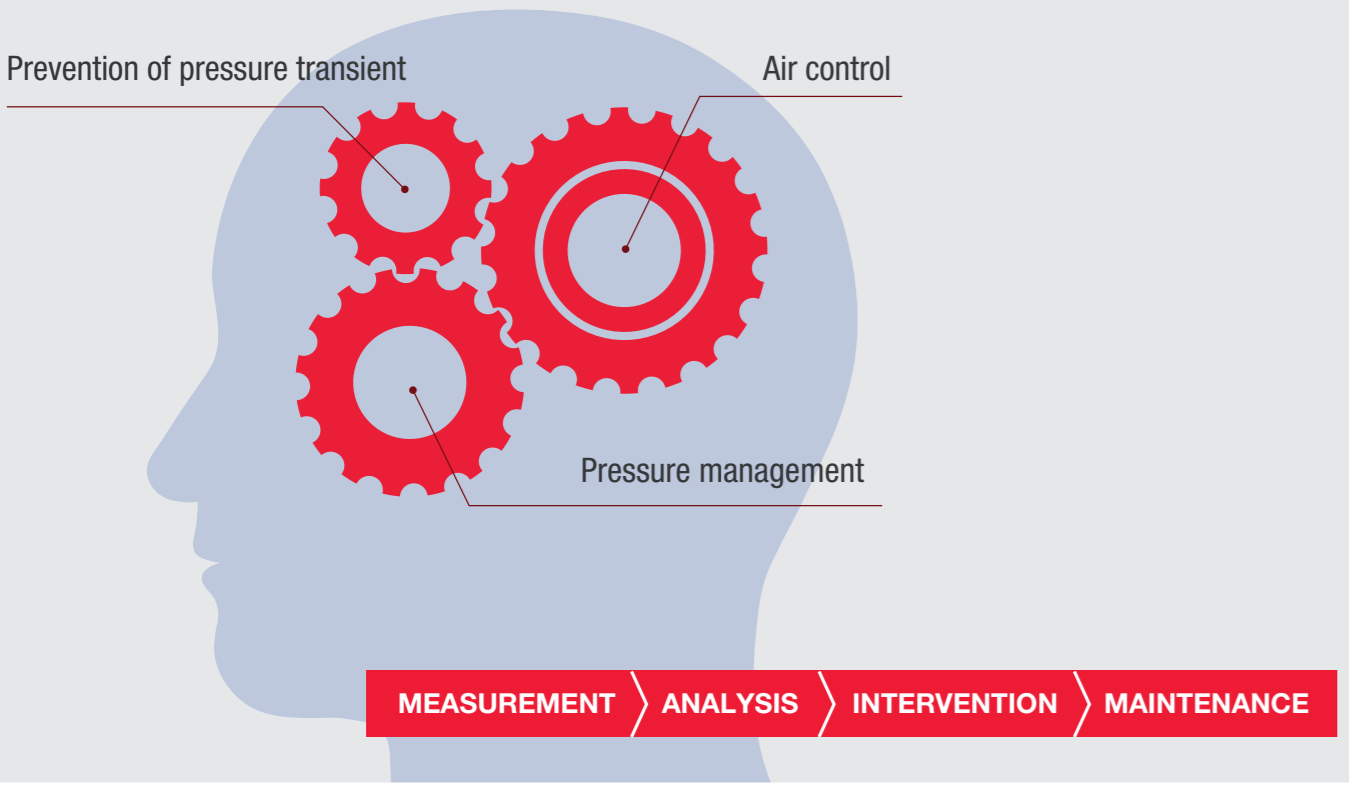 Prevention of pressure transient
Air control
Pressure management
MEASUREMENT
ANALYSIS
INTERVENTION
MAINTENANCE